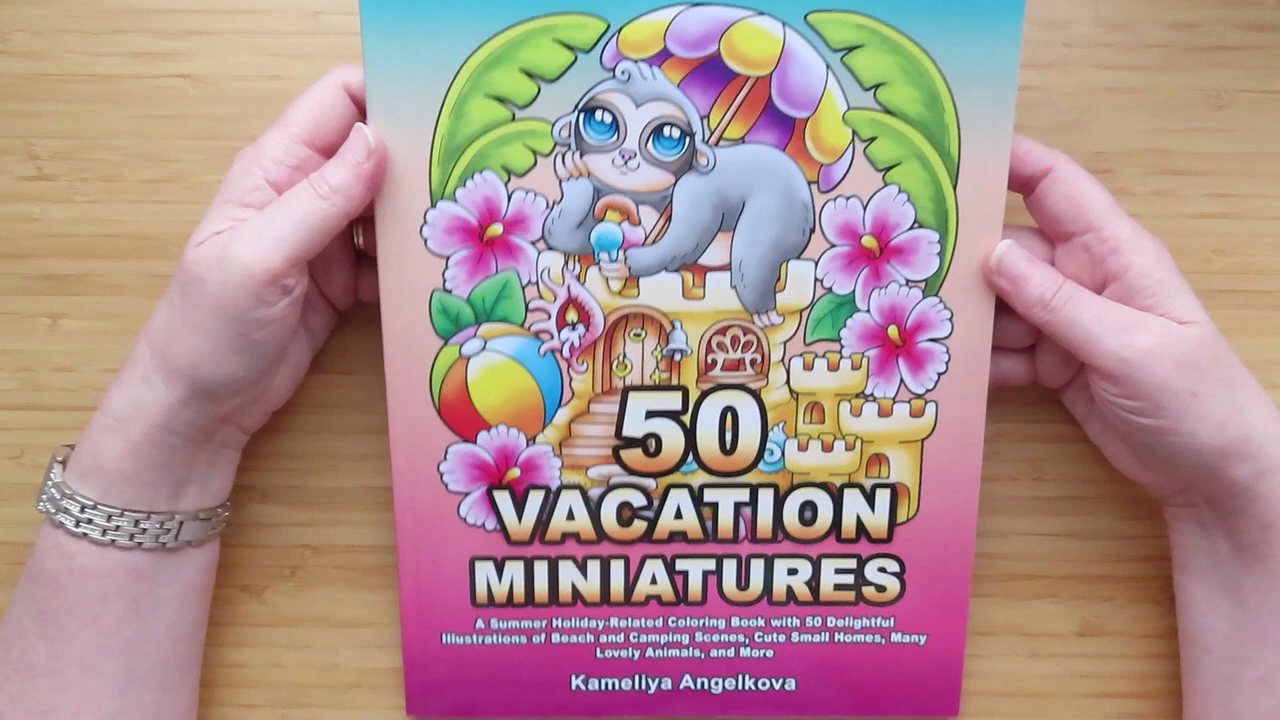 50
VACATION
MINIATURES
A Summer Holiday-Related Coloring Book with 50 Delightful
Illustrations of Beach and Camping Scenes, Cute Small Homes, Many
Lovely Animals, and More
Kameliya Angelkova